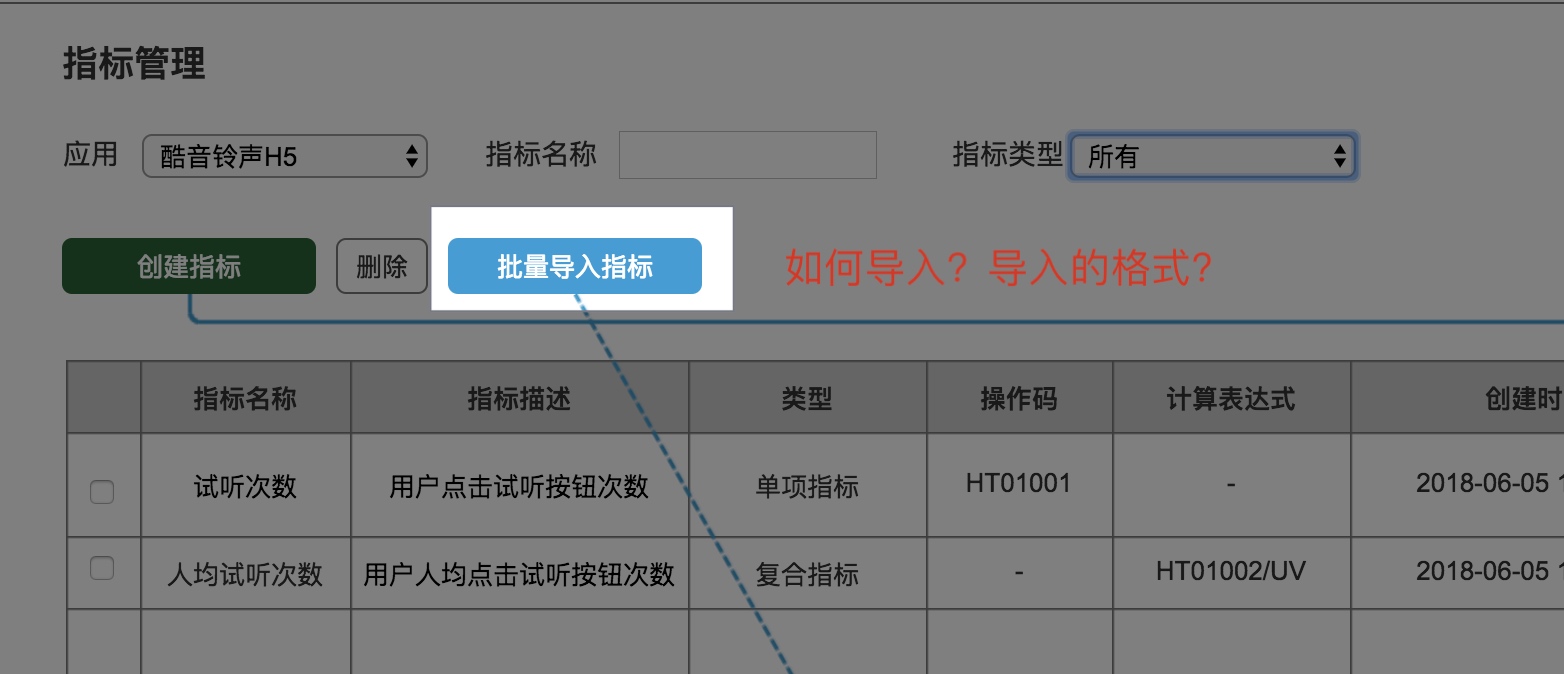 指标管理
应用 酷音铃声H5 指标名称 指标类型 所有
创建指标 删除 批量导入指标 如何导入？导入的格式？
指标名称 指标描述 类型 操作码 计算表达式 创建时
试听次数 用户点击试听按钮次数 单项指标 HT01001 - 2018-06-05
人均试听次数 用户人均点击试听按钮次数 复合指标 - HT01002/UV 2018-06-05